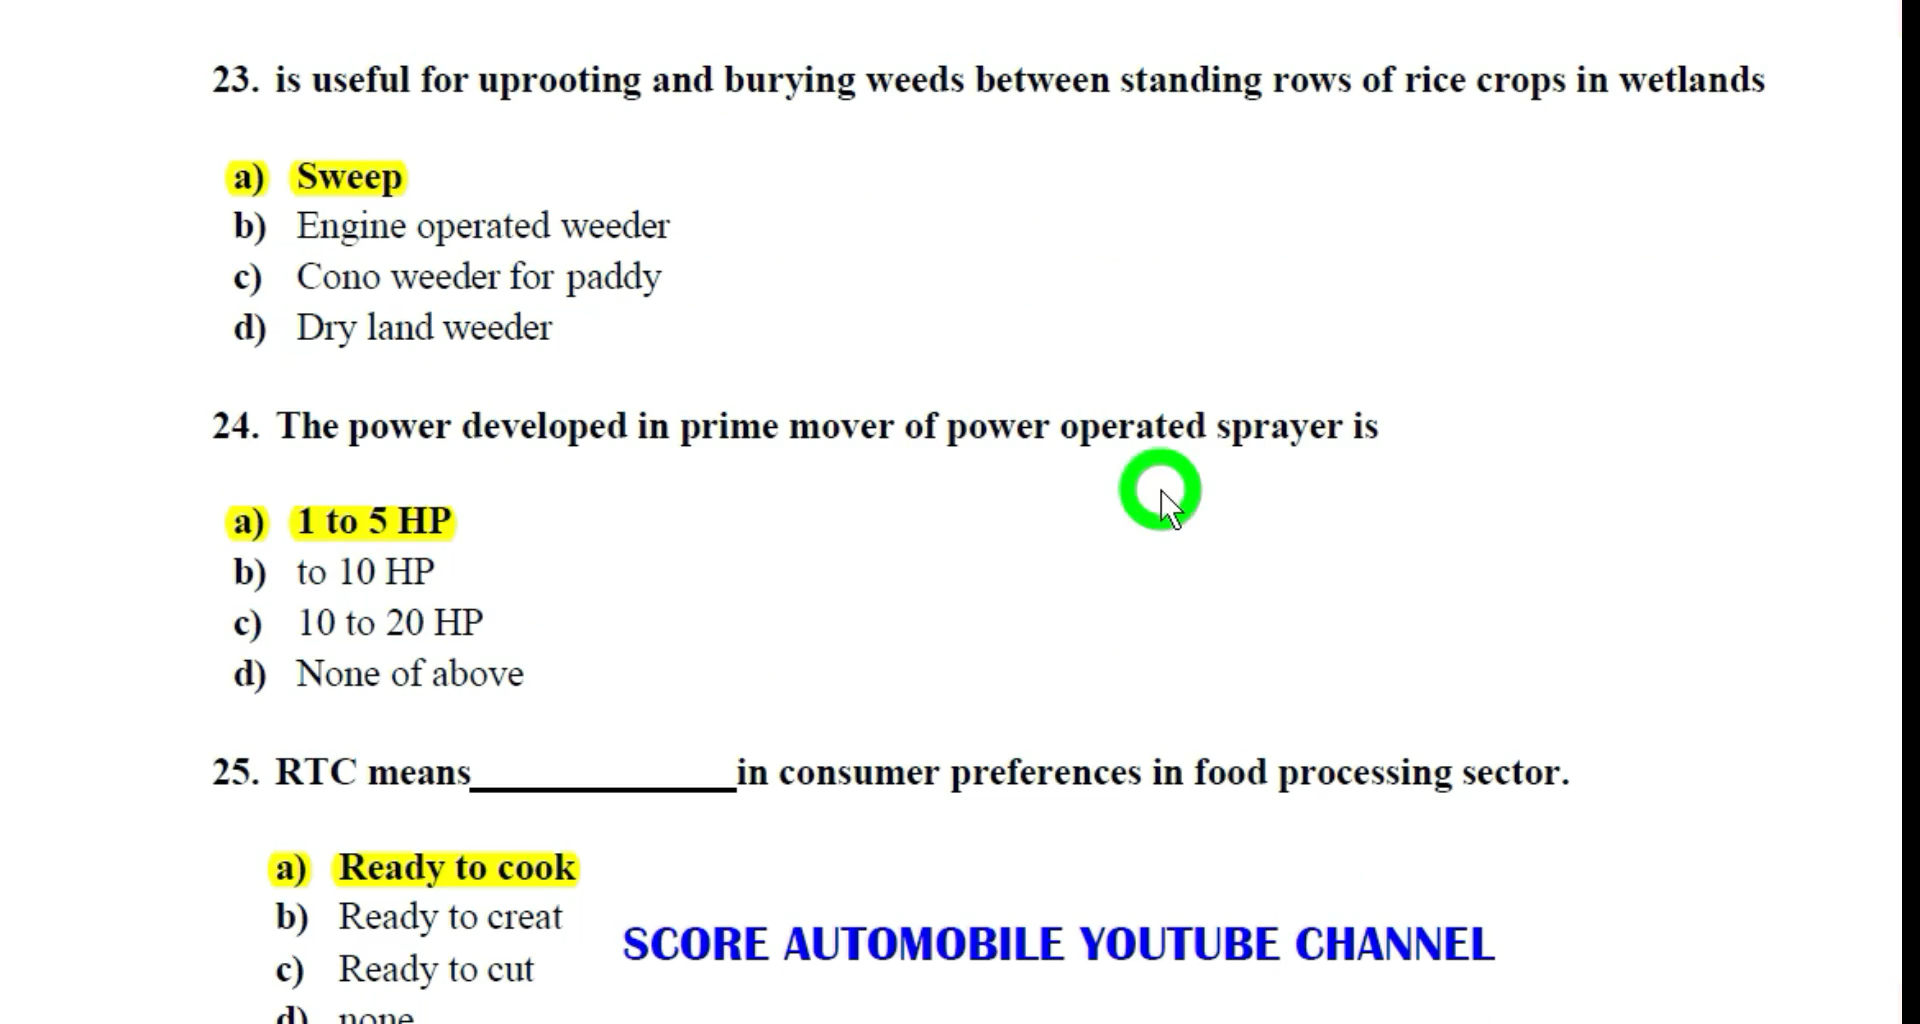 23. is useful for uprooting and burying weeds between standing rows of rice crops in wetlands
a) Sweep
b) Engine operated weeder
c) Cono weeder for paddy
d) Dry land weeder
24. The power developed in prime mover of power operated sprayer is
a) 1 to 5 HP
b) to 10 HP
c) 10 to 20 HP
d) None of above
25. RTC means______________in consumer preferences in food processing sector.
a) Ready to cook
b) Ready to creat
c) Ready to cut
d) none
SCORE AUTOMOBILE YOUTUBE CHANNEL